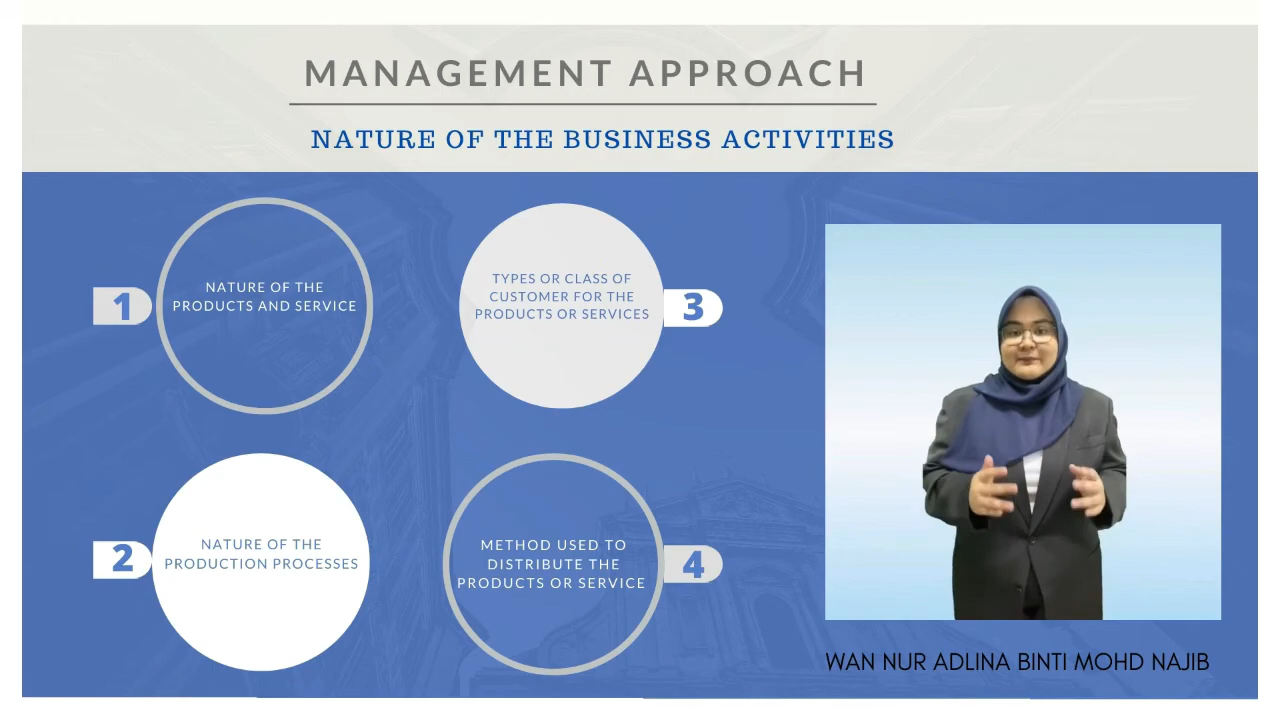 MANAGEMENT APPROACH
NATURE OF THE BUSINESS ACTIVITIES
1
NATURE OF THE
PRODUCTS AND SERVICE
2
NATURE OF THE
PRODUCTION PROCESSES
TYPES OR CLASS OF
CUSTOMER FOR THE
PRODUCTS OR SERVICES
3
METHOD USED TO
DISTRIBUTE THE
PRODUCTS OR SERVICE
4
WAN NUR ADLINA BINTI MOHD NAJIB